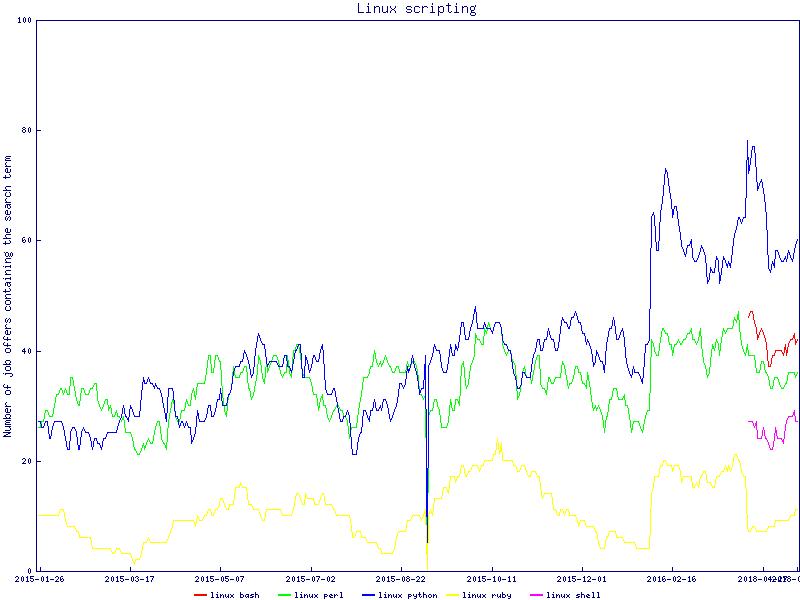 Linux scripting
Number of job offers containing the search term
100
80
60
40
20
0
2015-01-26 2015-03-17 2015-05-07 2015-07-02 2015-08-22 2015-10-11 2015-12-01 2016-02-16
linux bash linux perl linux python linux ruby linux shell